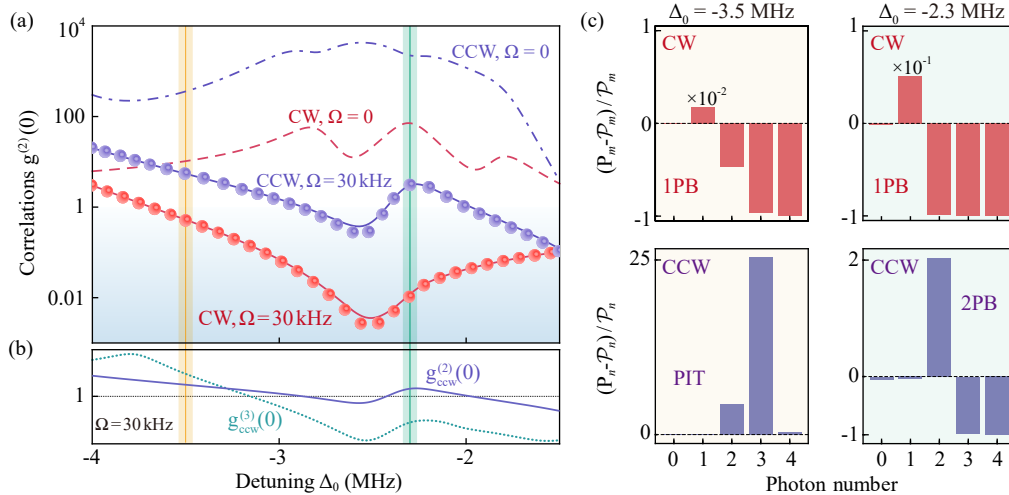 (a)
Correlations g(2)(0)
10^4
100
1
0.01
CCW, Ω = 0
CW, Ω = 0
CCW, Ω = 30 kHz
CW, Ω = 30 kHz
(b)
1
g(2)ccw(0)
g(3)ccw(0)
Ω = 30 kHz
-4
-3
-2
Detuning Δ0 (MHz)
(c)
Δ0 = -3.5 MHz
Δ0 = -2.3 MHz
(Pm-𝒫m)/𝒫m
1
0
-1
CW
×10^-2
1PB
1
0
-1
CW
×10^-1
1PB
(Pn-𝒫n)/𝒫n
25
0
CCW
PIT
2
0
-1
CCW
2PB
0 1 2 3 4
0 1 2 3 4
Photon number